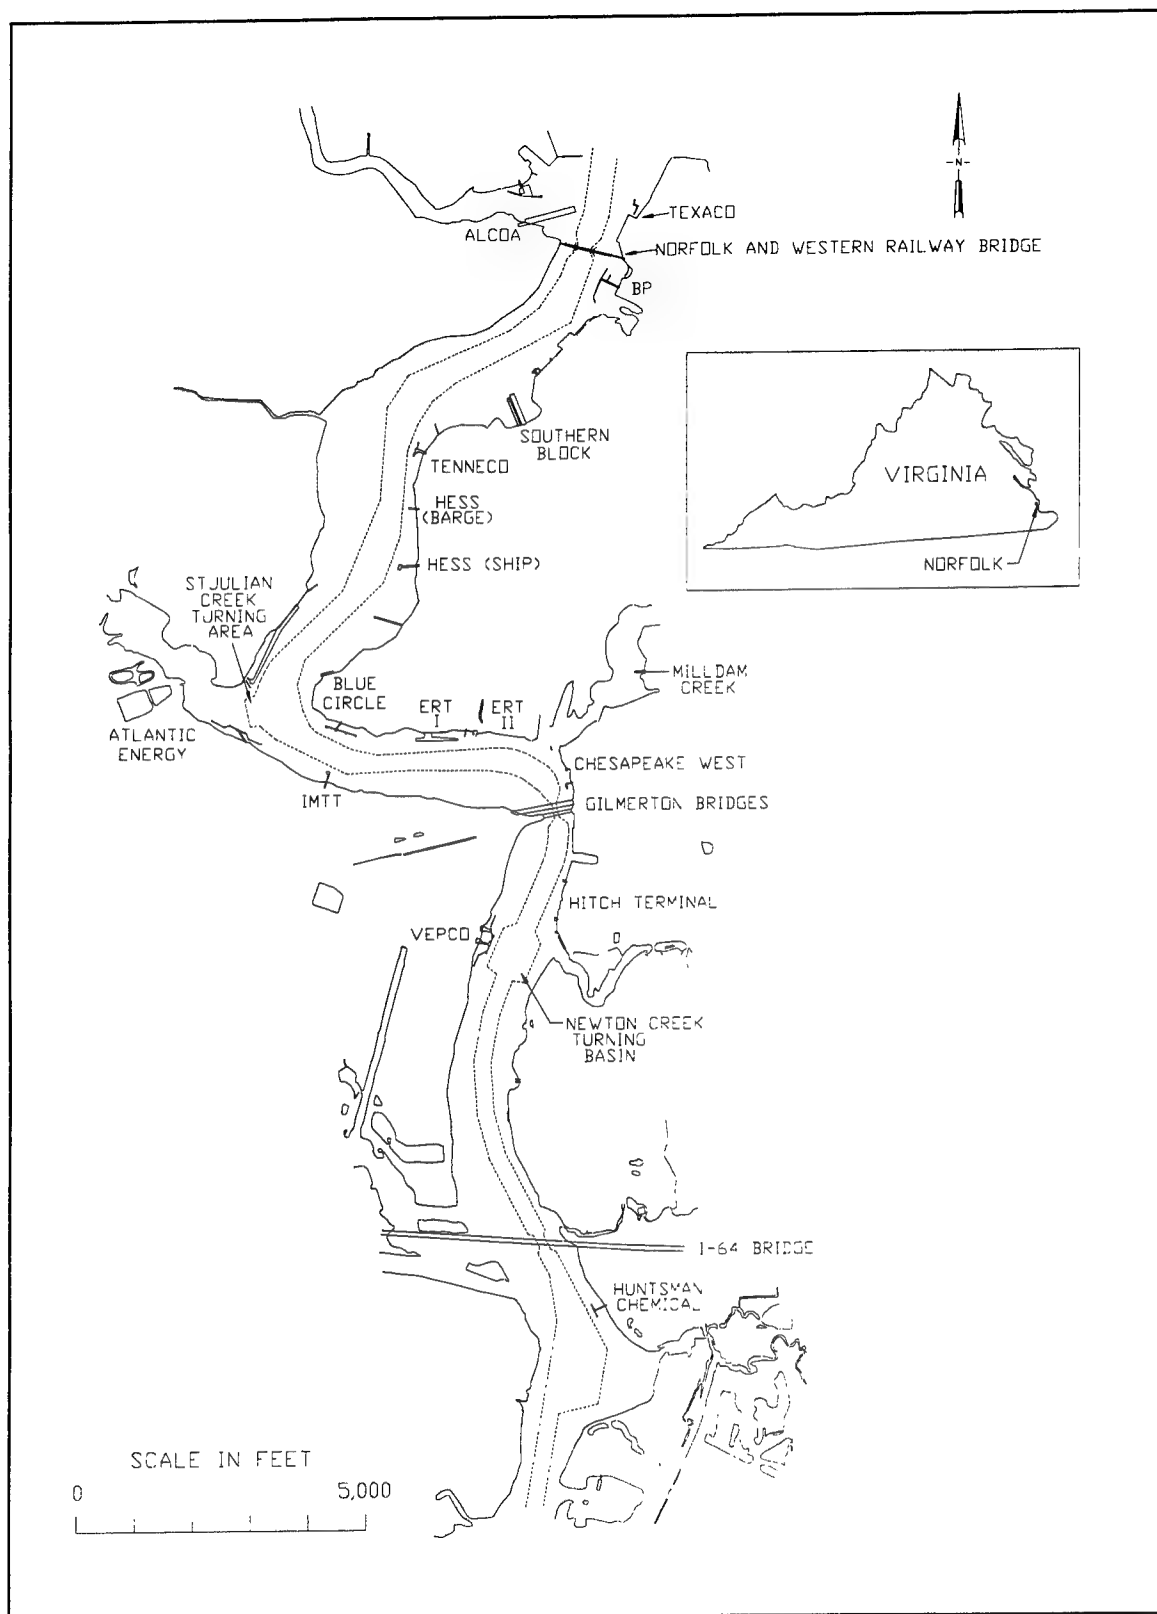 -N-
TEXACO
ALCOA
NORFOLK AND WESTERN RAILWAY BRIDGE
BP
SOUTHERN
BLOCK
TENNECO
VIRGINIA
NORFOLK
HESS
(BARGE)
HESS (SHIP)
ST JULIAN
CREEK
TURNING
AREA
MILLDAM
CREEK
BLUE
CIRCLE
ERT
I
ERT
II
ATLANTIC
ENERGY
CHESAPEAKE WEST
IMTT
GILMERTON BRIDGES
HITCH TERMINAL
VEPCO
NEWTON CREEK
TURNING
BASIN
I-64 BRIDGE
HUNTSMAN
CHEMICAL
SCALE IN FEET
0
5,000